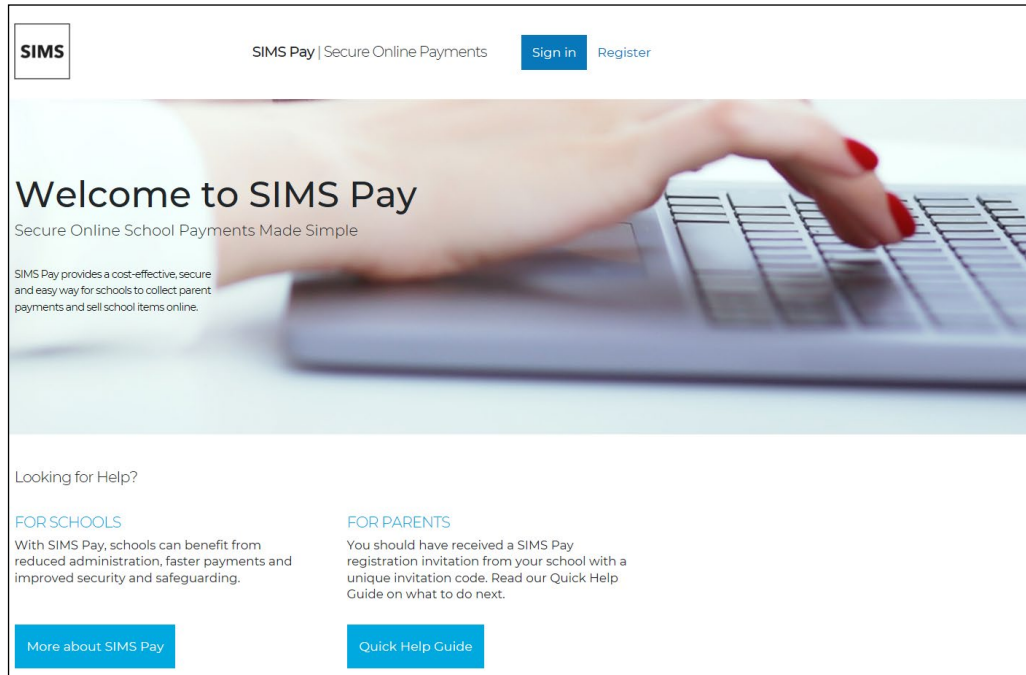 SIMS
SIMS Pay | Secure Online Payments
Sign in
Register
Welcome to SIMS Pay
Secure Online School Payments Made Simple
SIMS Pay provides a cost-effective, secure
and easy way for schools to collect parent
payments and sell school items online.
Looking for Help?
FOR SCHOOLS
With SIMS Pay, schools can benefit from
reduced administration, faster payments and
improved security and safeguarding.
More about SIMS Pay
FOR PARENTS
You should have received a SIMS Pay
registration invitation from your school with a
unique invitation code. Read our Quick Help
Guide on what to do next.
Quick Help Guide